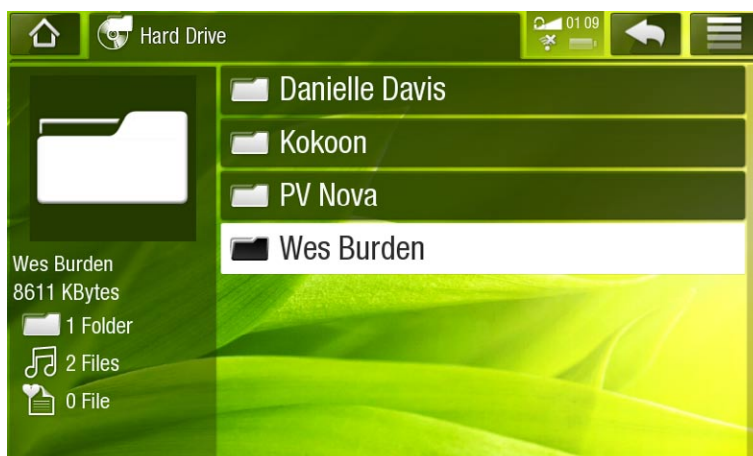 Hard Drive
01 09
Danielle Davis
Kokoon
PV Nova
Wes Burden
Wes Burden
8611 KBytes
1 Folder
2 Files
0 File